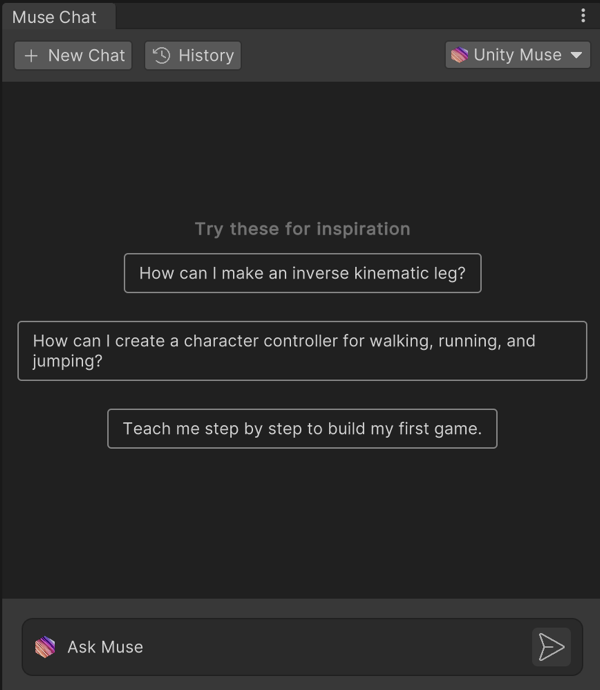 Muse Chat
New Chat
History
Unity Muse
Try these for inspiration
How can I make an inverse kinematic leg?
How can I create a character controller for walking, running, and
jumping?
Teach me step by step to build my first game.
Ask Muse